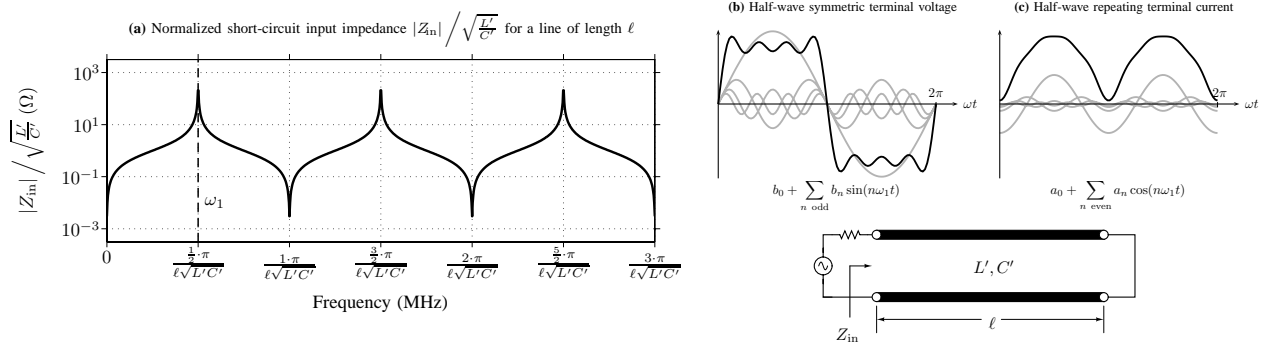 (a) Normalized short-circuit input impedance |Z_in| / √(L′/C′) for a line of length ℓ
|Z_in| / √(L′/C′) (Ω)
10^3
10^1
10^−1
10^−3
ω_1
0
(1/2·π)/(ℓ√(L′C′))
(1·π)/(ℓ√(L′C′))
(3/2·π)/(ℓ√(L′C′))
(2·π)/(ℓ√(L′C′))
(5/2·π)/(ℓ√(L′C′))
(3·π)/(ℓ√(L′C′))
Frequency (MHz)
(b) Half-wave symmetric terminal voltage
2π
ωt
b_0 + ∑_{n odd} b_n sin(nω_1t)
(c) Half-wave repeating terminal current
2π
ωt
a_0 + ∑_{n even} a_n cos(nω_1t)
L′, C′
Z_in
ℓ